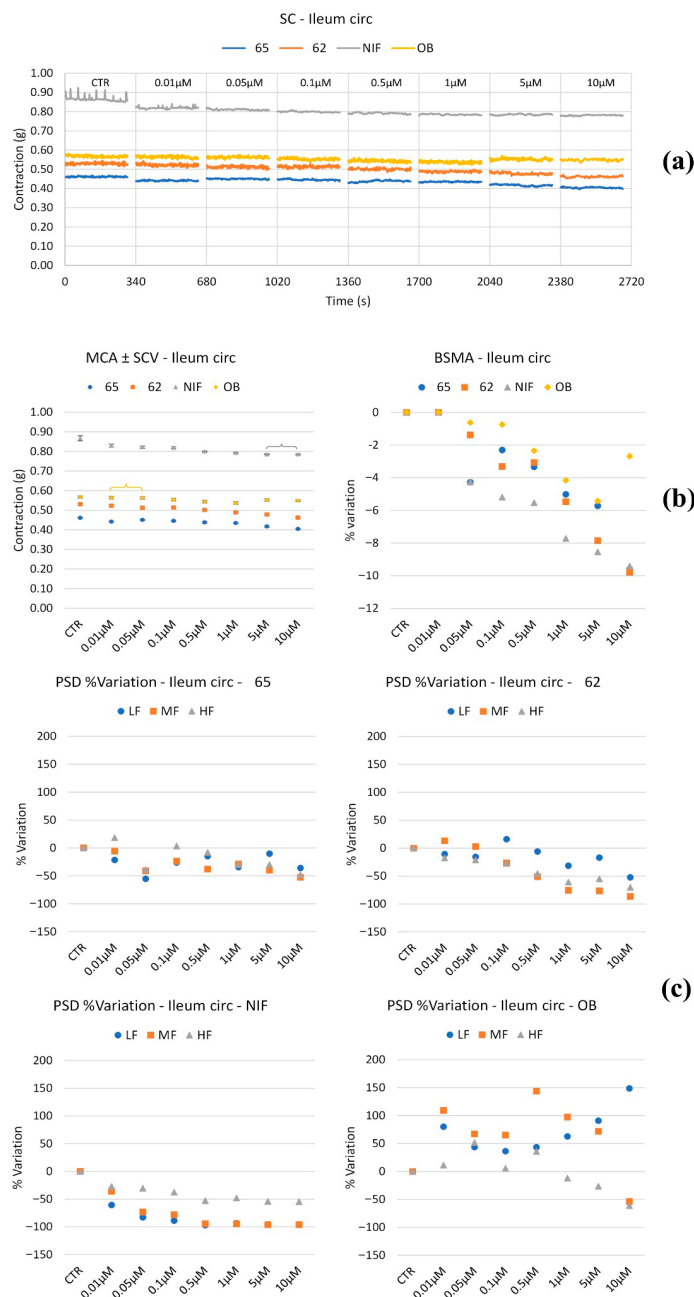 SC - Ileum circ
65 62 NIF OB
CTR 0.01µM 0.05µM 0.1µM 0.5µM 1µM 5µM 10µM
1.00
0.90
0.80
0.70
0.60
0.50
0.40
0.30
0.20
0.10
0.00
Contraction (g)
0 340 680 1020 1360 1700 2040 2380 2720
Time (s)
(a)
MCA ± SCV - Ileum circ
65 62 NIF OB
1.00
0.90
0.80
0.70
0.60
0.50
0.40
0.30
0.20
0.10
0.00
Contraction (g)
CTR 0.01µM 0.05µM 0.1µM 0.5µM 1µM 5µM 10µM
BSMA - Ileum circ
65 62 NIF OB
0
-2
-4
-6
-8
-10
-12
% variation
CTR 0.01µM 0.05µM 0.1µM 0.5µM 1µM 5µM 10µM
(b)
PSD %Variation - Ileum circ - 65
LF MF HF
200
150
100
50
0
−50
−100
−150
% Variation
CTR 0.01µM 0.05µM 0.1µM 0.5µM 1µM 5µM 10µM
PSD %Variation - Ileum circ - 62
LF MF HF
200
150
100
50
0
−50
−100
−150
% Variation
CTR 0.01µM 0.05µM 0.1µM 0.5µM 1µM 5µM 10µM
(c)
PSD %Variation - Ileum circ - NIF
LF MF HF
200
150
100
50
0
−50
−100
−150
% Variation
CTR 0.01µM 0.05µM 0.1µM 0.5µM 1µM 5µM 10µM
PSD %Variation - Ileum circ - OB
LF MF HF
200
150
100
50
0
−50
−100
−150
% Variation
CTR 0.01µM 0.05µM 0.1µM 0.5µM 1µM 5µM 10µM